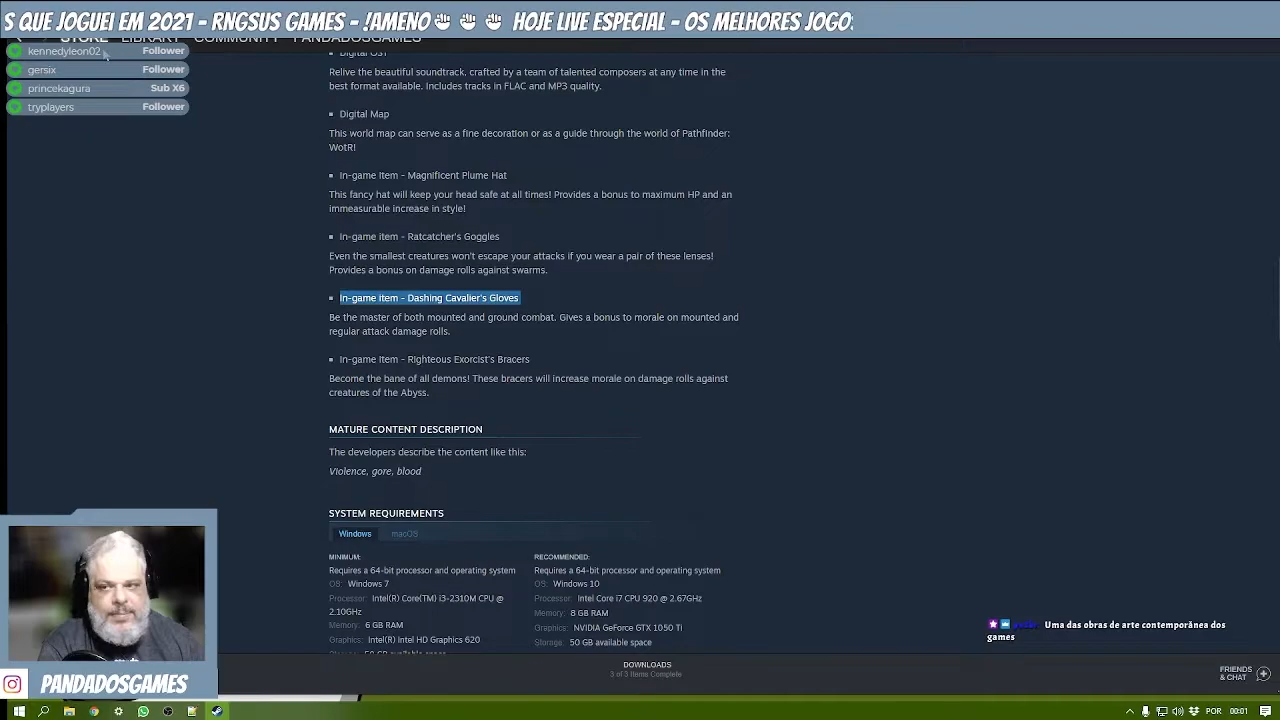 S QUE JOGUEI EM 2021 - RNGSUS GAMES - !AMENO HOJE LIVE ESPECIAL - OS MELHORES JOGO
STORE LIBRARY COMMUNITY PANDADOSGAMES
kennedyleon02 Follower
gersix Follower
princekagura Sub X6
tryplayers Follower
Digital OST
Relive the beautiful soundtrack, crafted by a team of talented composers at any time in the
best format available. Includes tracks in FLAC and MP3 quality.
Digital Map
This world map can serve as a fine decoration or as a guide through the world of Pathfinder:
WotR!
In-game item - Magnificent Plume Hat
This fancy hat will keep your head safe at all times! Provides a bonus to maximum HP and an
immeasurable increase in style!
In-game item - Ratcatcher's Goggles
Even the smallest creatures won't escape your attacks if you wear a pair of these lenses!
Provides a bonus on damage rolls against swarms.
In-game item - Dashing Cavalier's Gloves
Be the master of both mounted and ground combat. Gives a bonus to morale on mounted and
regular attack damage rolls.
In-game item - Righteous Exorcist's Bracers
Become the bane of all demons! These bracers will increase morale on damage rolls against
creatures of the Abyss.
MATURE CONTENT DESCRIPTION
The developers describe the content like this:
Violence, gore, blood
SYSTEM REQUIREMENTS
Windows macOS
MINIMUM:
Requires a 64-bit processor and operating system
OS: Windows 7
Processor: Intel(R) Core(TM) i3-2310M CPU @
2.10GHz
Memory: 6 GB RAM
Graphics: Intel(R) Intel HD Graphics 620
Storage: 50 GB available space
RECOMMENDED:
Requires a 64-bit processor and operating system
OS: Windows 10
Processor: Intel Core i7 CPU 920 @ 2.67GHz
Memory: 8 GB RAM
Graphics: NVIDIA GeForce GTX 1050 Ti
Storage: 50 GB available space
Uma das obras de arte contemporânea dos
games
DOWNLOADS
3 of 3 Items Complete
FRIENDS
& CHAT
PANDADOSGAMES
POR 00:01